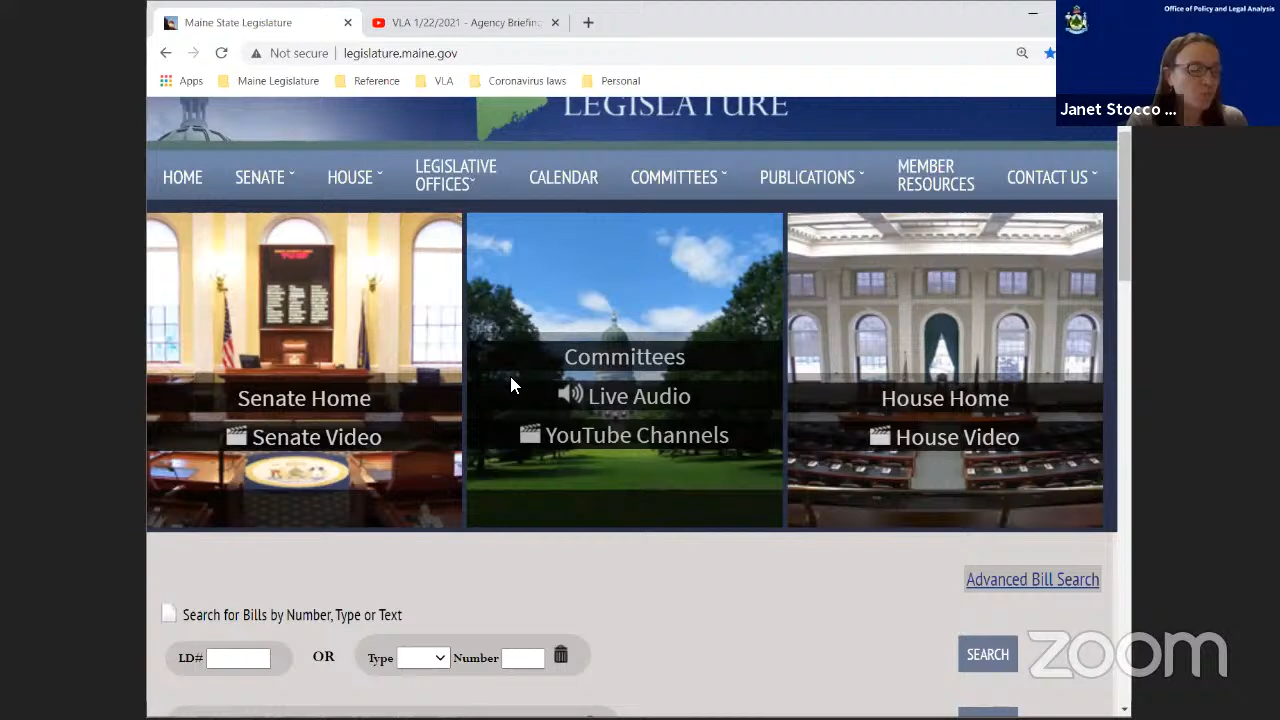 Maine State Legislature
VLA 1/22/2021 - Agency Briefin
Not secure | legislature.maine.gov
Apps
Maine Legislature
Reference
VLA
Coronavirus laws
Personal
Office of Policy and Legal Analysis
Janet Stocco ...
LEGISLATURE
HOME
SENATE
HOUSE
LEGISLATIVE
OFFICES
CALENDAR
COMMITTEES
PUBLICATIONS
MEMBER
RESOURCES
CONTACT US
Senate Home
Senate Video
Committees
Live Audio
YouTube Channels
House Home
House Video
Advanced Bill Search
Search for Bills by Number, Type or Text
LD#
OR
Type
Number
SEARCH
zoom